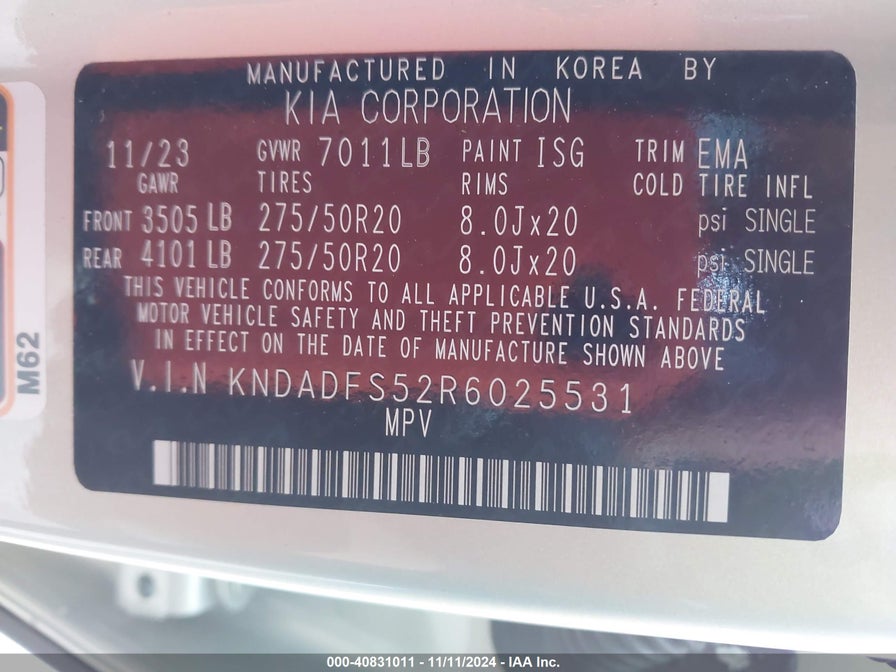 MANUFACTURED IN KOREA BY
KIA CORPORATION
11/23 GVWR 7011LB PAINT ISG TRIM EMA
GAWR TIRES RIMS COLD TIRE INFL
FRONT 3505 LB 275/50R20 8.0Jx20 psi SINGLE
REAR 4101 LB 275/50R20 8.0Jx20 psi SINGLE
THIS VEHICLE CONFORMS TO ALL APPLICABLE U.S.A. FEDERAL
MOTOR VEHICLE SAFETY AND THEFT PREVENTION STANDARDS
IN EFFECT ON THE DATE OF MANUFACTURE SHOWN ABOVE
V.I.N KNDADFS52R6025531
MPV
M62
000-40831011 - 11/11/2024 - IAA Inc.